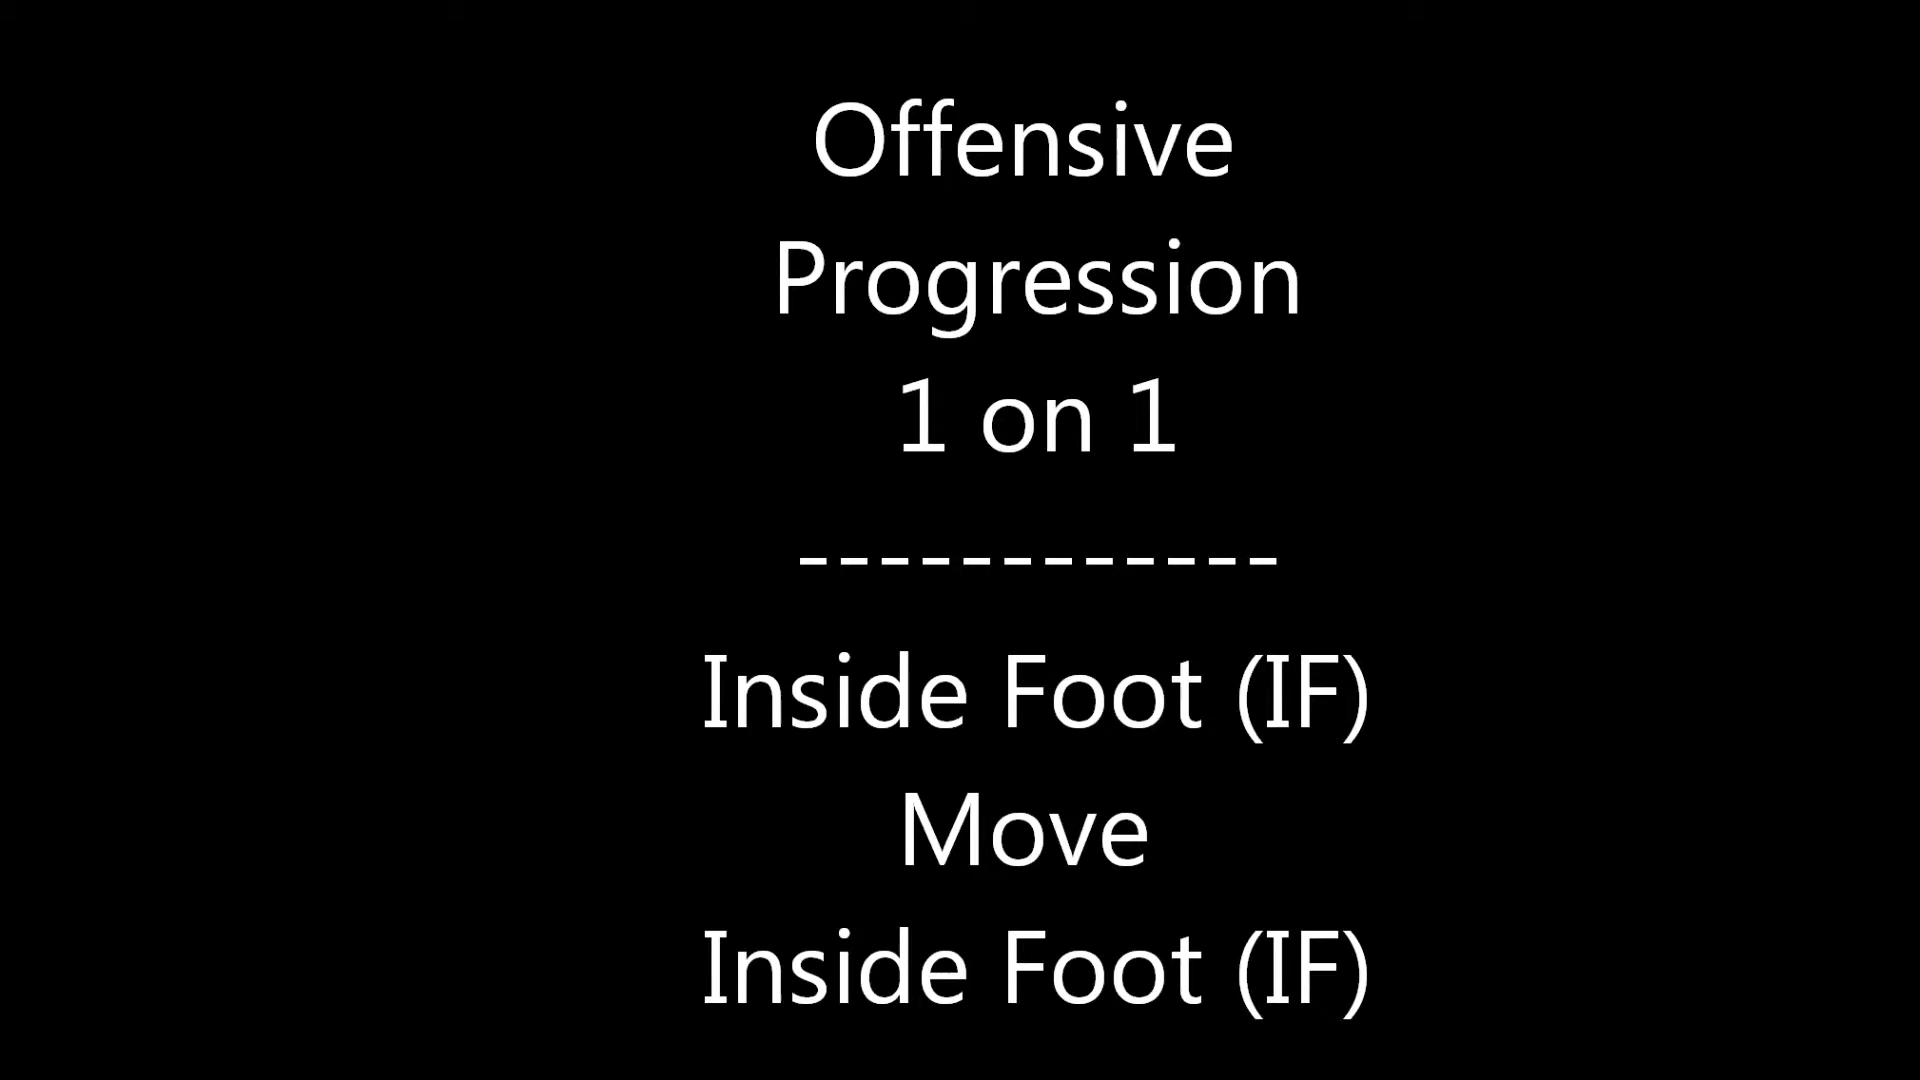 Offensive
Progression
1 on 1
------------
Inside Foot (IF)
Move
Inside Foot (IF)